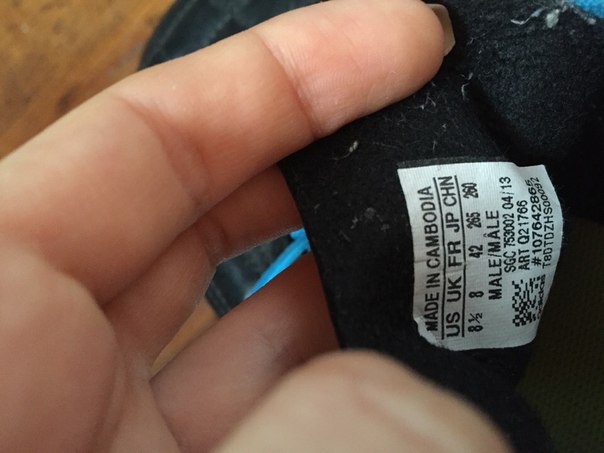 MADE IN CAMBODIA
US UK FR JP CHN
8½ 8 42 265 260
MALE/MÂLE
SGC 753002 04/13
ART Q21766
#107642865